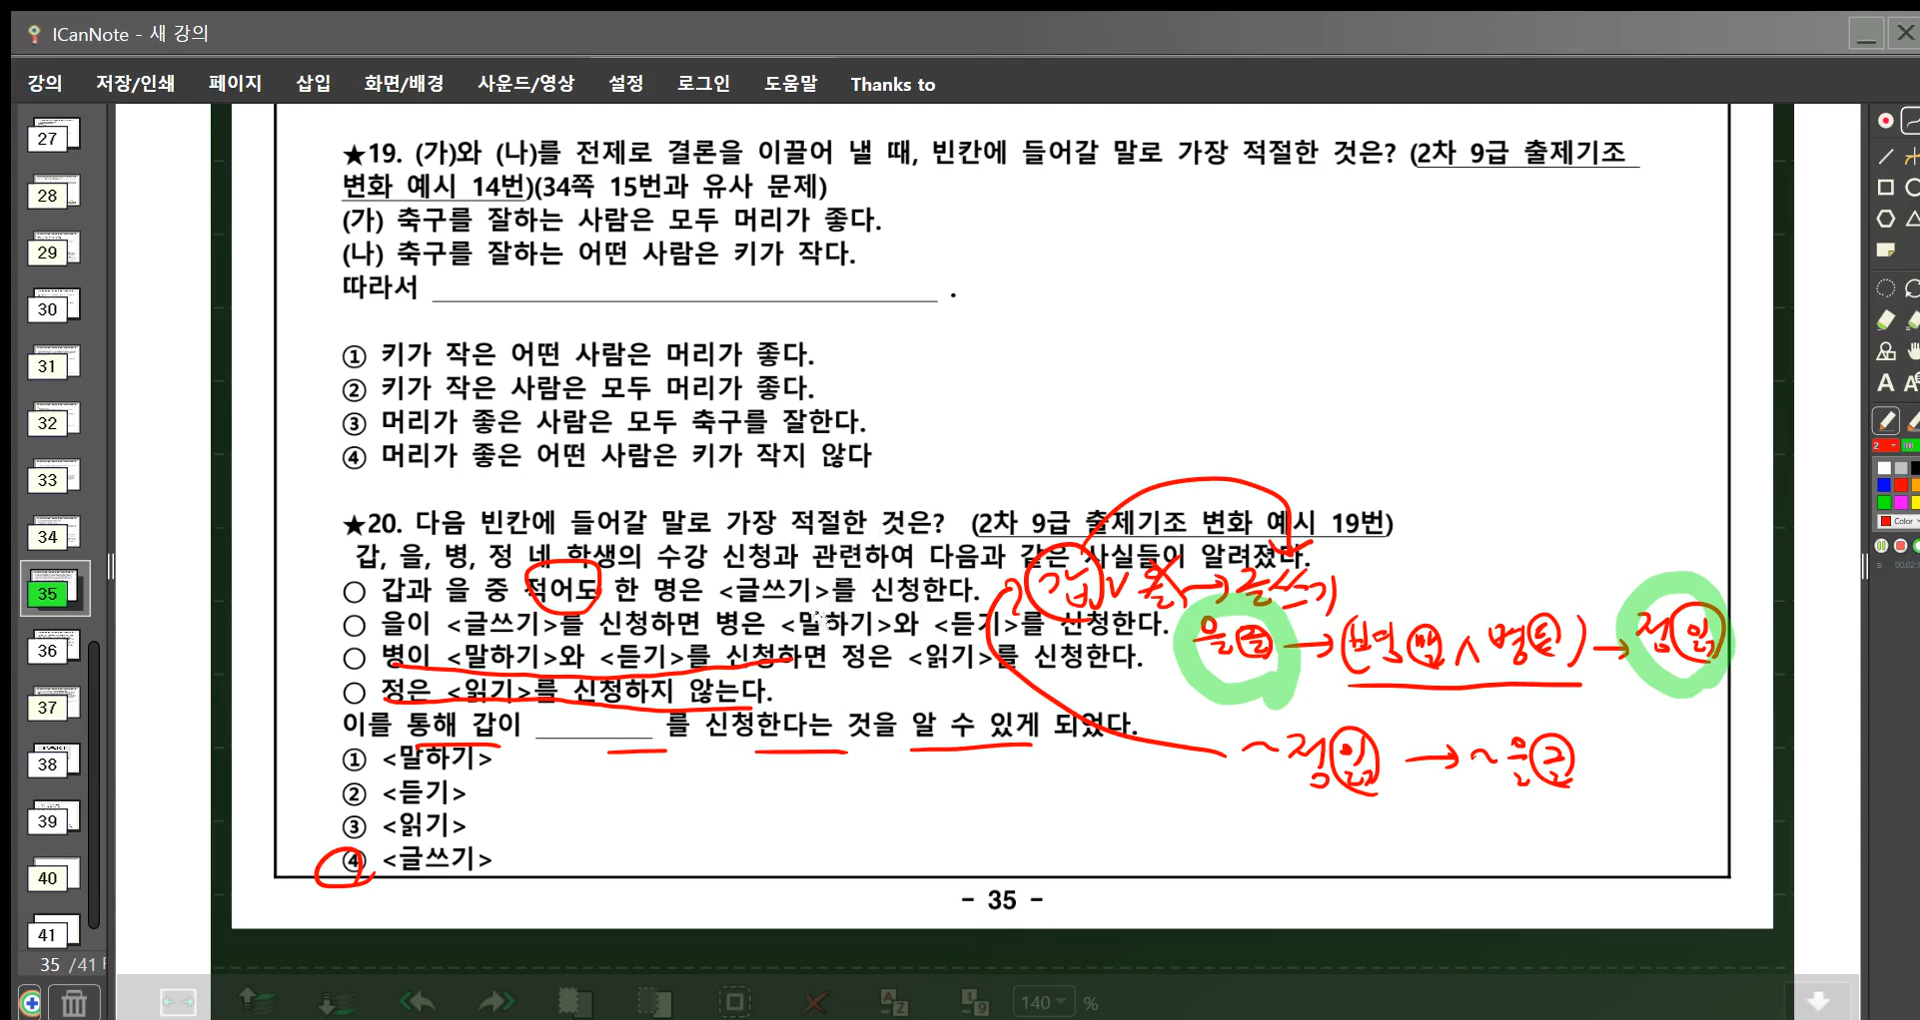 ICanNote - 새 강의
강의 저장/인쇄 페이지 삽입 화면/배경 사운드/영상 설정 로그인 도움말 Thanks to
27
28
29
30
31
32
33
34
35
36
37
38
39
40
41
35 /41
★19. (가)와 (나)를 전제로 결론을 이끌어 낼 때, 빈칸에 들어갈 말로 가장 적절한 것은? (2차 9급 출제기조
변화 예시 14번)(34쪽 15번과 유사 문제)
(가) 축구를 잘하는 사람은 모두 머리가 좋다.
(나) 축구를 잘하는 어떤 사람은 키가 작다.
따라서 ______ .
① 키가 작은 어떤 사람은 머리가 좋다.
② 키가 작은 사람은 모두 머리가 좋다.
③ 머리가 좋은 사람은 모두 축구를 잘한다.
④ 머리가 좋은 어떤 사람은 키가 작지 않다
★20. 다음 빈칸에 들어갈 말로 가장 적절한 것은? (2차 9급 출제기조 변화 예시 19번)
갑, 을, 병, 정 네 학생의 수강 신청과 관련하여 다음과 같은 사실들이 알려졌다.
○ 갑과 을 중 적어도 한 명은 <글쓰기>를 신청한다.
갑 ∨ 을 → 글쓰기
○ 을이 <글쓰기>를 신청하면 병은 <말하기>와 <듣기>를 신청한다.
을글 → (병말 ∧ 병듣) → 정읽
○ 병이 <말하기>와 <듣기>를 신청하면 정은 <읽기>를 신청한다.
○ 정은 <읽기>를 신청하지 않는다.
이를 통해 갑이 ______ 를 신청한다는 것을 알 수 있게 되었다.
~정읽 → ~을글
① <말하기>
② <듣기>
③ <읽기>
④ <글쓰기>
- 35 -
Color
140 %